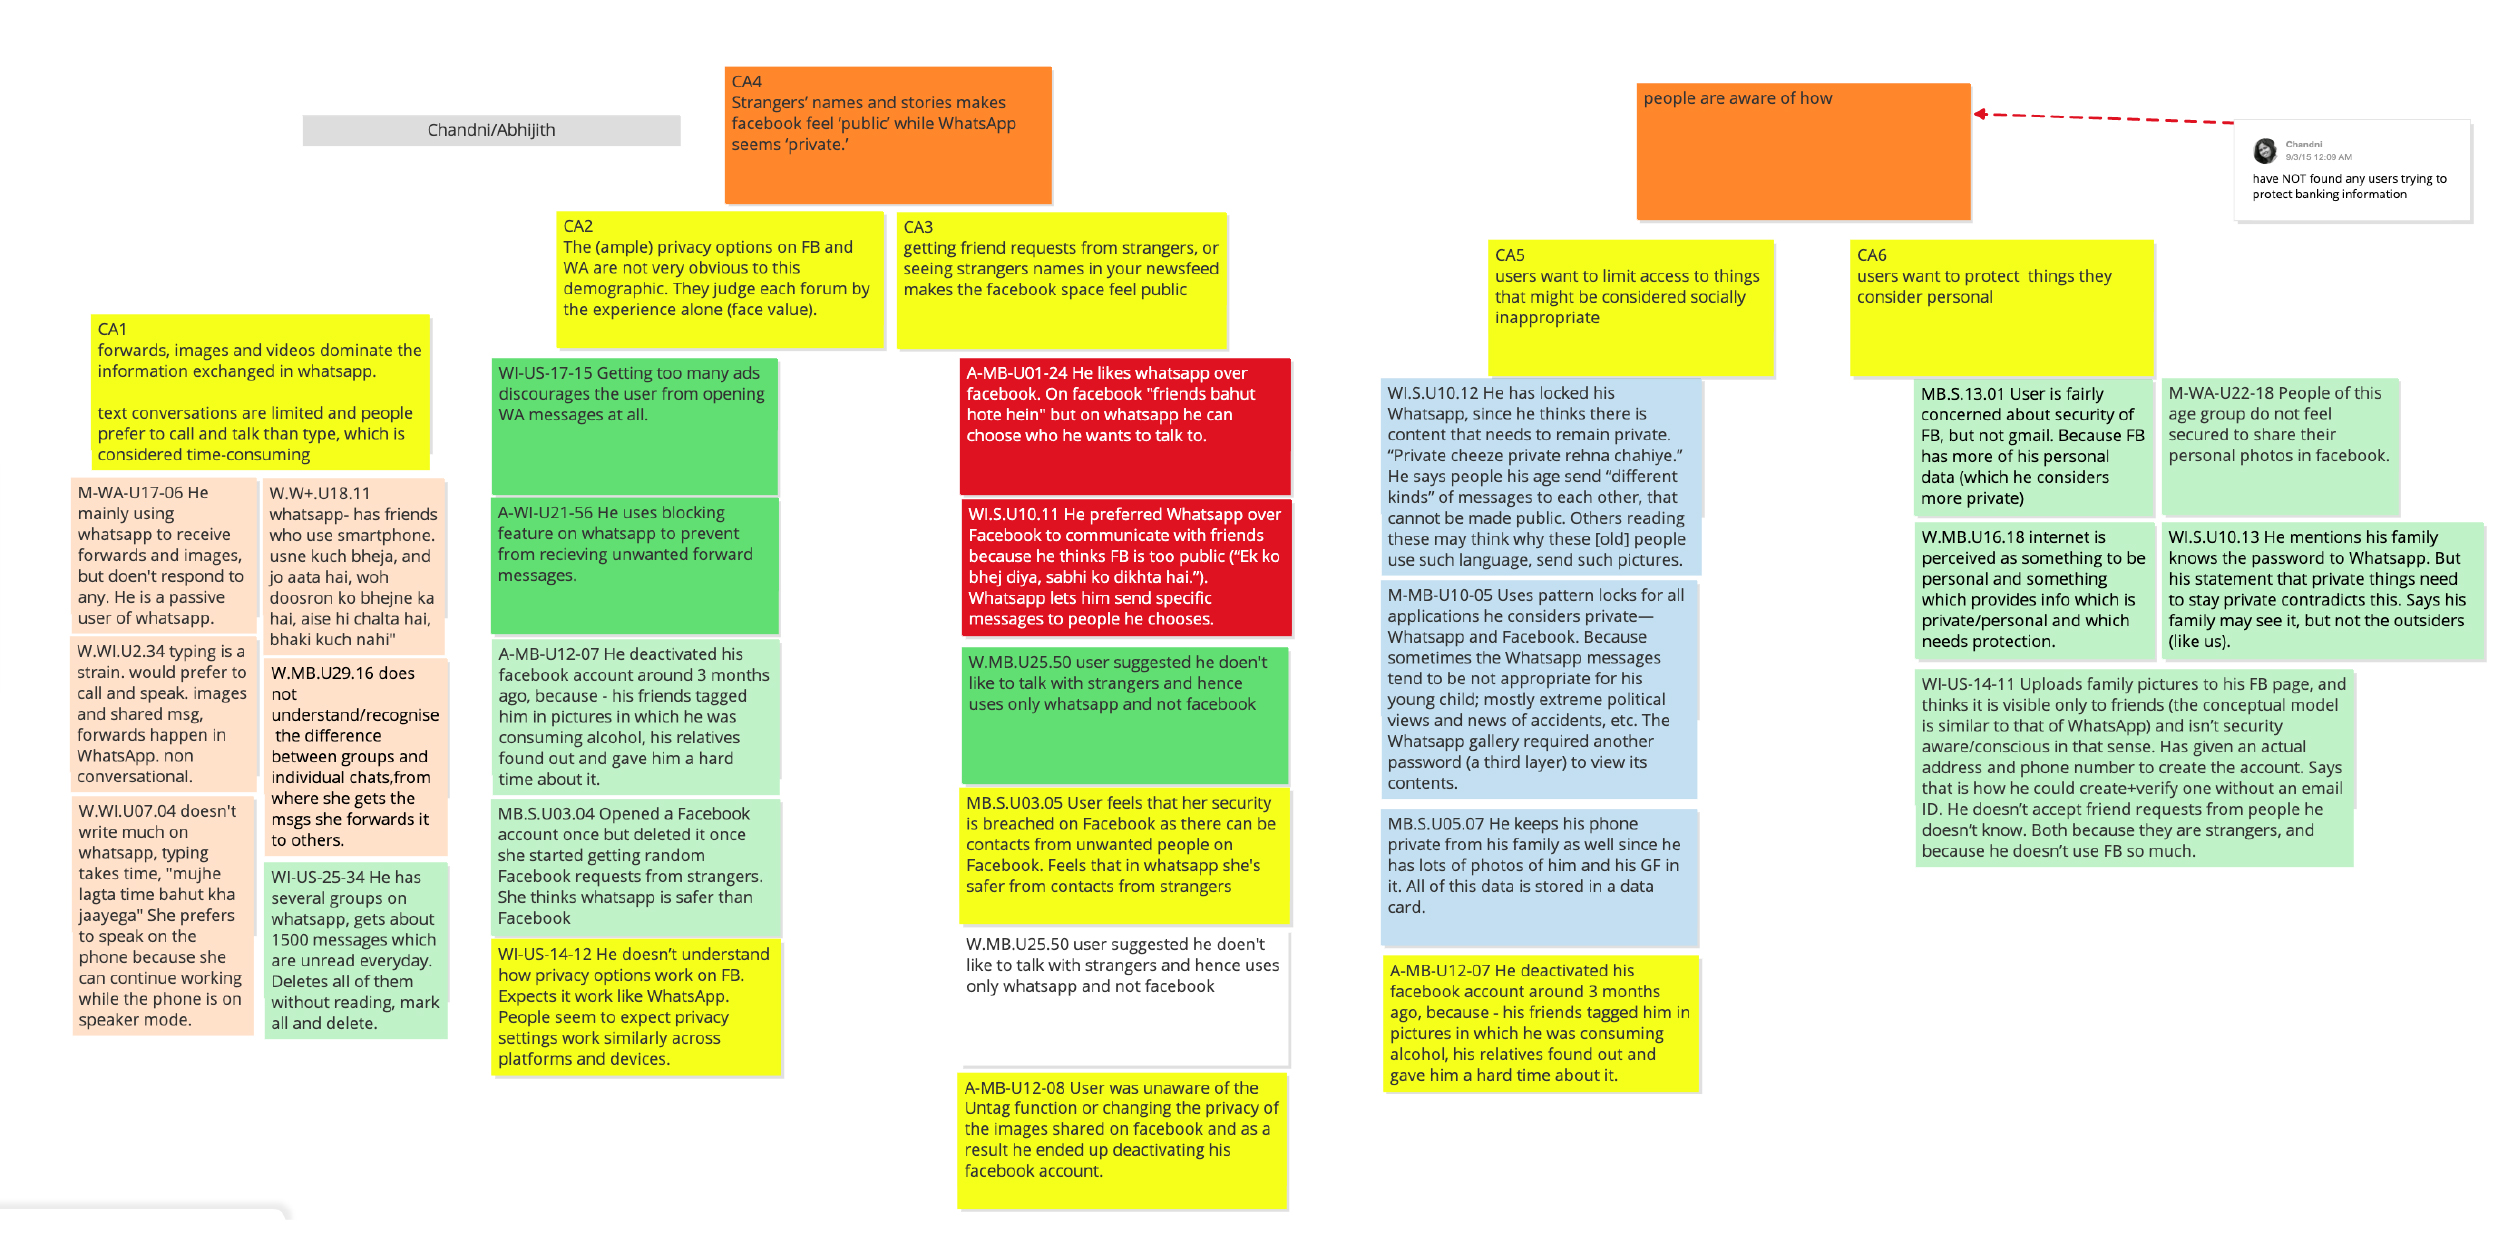 Chandni/Abhijith
CA4
Strangers’ names and stories makes
facebook feel ‘public’ while WhatsApp
seems ‘private.’
people are aware of how
Chandni
9/3/15 12:09 AM
have NOT found any users trying to
protect banking information
CA1
forwards, images and videos dominate the
information exchanged in whatsapp.
text conversations are limited and people
prefer to call and talk than type, which is
considered time-consuming
M-WA-U17-06 He
mainly using
whatsapp to receive
forwards and images,
but doen't respond to
any. He is a passive
user of whatsapp.
W.WI.U2.34 typing is a
strain. would prefer to
call and speak. images
and shared msg,
forwards happen in
WhatsApp. non
conversational.
W.WI.U07.04 doesn't
write much on
whatsapp, typing
takes time, "mujhe
lagta time bahut kha
jaayega" She prefers
to speak on the
phone because she
can continue working
while the phone is on
speaker mode.
W.W+.U18.11
whatsapp- has friends
who use smartphone.
usne kuch bheja, and
jo aata hai, woh
doosron ko bhejne ka
hai, aise hi chalta hai,
bhaki kuch nahi"
W.MB.U29.16 does
not
understand/recognise
the difference
between groups and
individual chats,from
where she gets the
msgs she forwards it
to others.
WI-US-25-34 He has
several groups on
whatsapp, gets about
1500 messages which
are unread everyday.
Deletes all of them
without reading, mark
all and delete.
CA2
The (ample) privacy options on FB and
WA are not very obvious to this
demographic. They judge each forum by
the experience alone (face value).
WI-US-17-15 Getting too many ads
discourages the user from opening
WA messages at all.
A-WI-U21-56 He uses blocking
feature on whatsapp to prevent
from recieving unwanted forward
messages.
A-MB-U12-07 He deactivated his
facebook account around 3 months
ago, because - his friends tagged
him in pictures in which he was
consuming alcohol, his relatives
found out and gave him a hard
time about it.
MB.S.U03.04 Opened a Facebook
account once but deleted it once
she started getting random
Facebook requests from strangers.
She thinks whatsapp is safer than
Facebook
WI-US-14-12 He doesn’t understand
how privacy options work on FB.
Expects it work like WhatsApp.
People seem to expect privacy
settings work similarly across
platforms and devices.
CA3
getting friend requests from strangers, or
seeing strangers names in your newsfeed
makes the facebook space feel public
A-MB-U01-24 He likes whatsapp over
facebook. On facebook "friends bahut
hote hein" but on whatsapp he can
choose who he wants to talk to.
WI.S.U10.11 He preferred Whatsapp over
Facebook to communicate with friends
because he thinks FB is too public (“Ek ko
bhej diya, sabhi ko dikhta hai.”).
Whatsapp lets him send specific
messages to people he chooses.
W.MB.U25.50 user suggested he doen't
like to talk with strangers and hence
uses only whatsapp and not facebook
MB.S.U03.05 User feels that her security
is breached on Facebook as there can be
contacts from unwanted people on
Facebook. Feels that in whatsapp she's
safer from contacts from strangers
W.MB.U25.50 user suggested he doen't
like to talk with strangers and hence uses
only whatsapp and not facebook
A-MB-U12-08 User was unaware of the
Untag function or changing the privacy of
the images shared on facebook and as a
result he ended up deactivating his
facebook account.
CA5
users want to limit access to things
that might be considered socially
inappropriate
WI.S.U10.12 He has locked his
Whatsapp, since he thinks there is
content that needs to remain private.
“Private cheeze private rehna chahiye.”
He says people his age send “different
kinds” of messages to each other, that
cannot be made public. Others reading
these may think why these [old] people
use such language, send such pictures.
M-MB-U10-05 Uses pattern locks for all
applications he considers private—
Whatsapp and Facebook. Because
sometimes the Whatsapp messages
tend to be not appropriate for his
young child; mostly extreme political
views and news of accidents, etc. The
Whatsapp gallery required another
password (a third layer) to view its
contents.
MB.S.U05.07 He keeps his phone
private from his family as well since he
has lots of photos of him and his GF in
it. All of this data is stored in a data
card.
A-MB-U12-07 He deactivated his
facebook account around 3 months
ago, because - his friends tagged him in
pictures in which he was consuming
alcohol, his relatives found out and
gave him a hard time about it.
CA6
users want to protect  things they
consider personal
MB.S.13.01 User is fairly
concerned about security of
FB, but not gmail. Because FB
has more of his personal
data (which he considers
more private)
M-WA-U22-18 People of this
age group do not feel
secured to share their
personal photos in facebook.
W.MB.U16.18 internet is
perceived as something to be
personal and something
which provides info which is
private/personal and which
needs protection.
WI.S.U10.13 He mentions his family
knows the password to Whatsapp. But
his statement that private things need
to stay private contradicts this. Says his
family may see it, but not the outsiders
(like us).
WI-US-14-11 Uploads family pictures to his FB page, and
thinks it is visible only to friends (the conceptual model
is similar to that of WhatsApp) and isn’t security
aware/conscious in that sense. Has given an actual
address and phone number to create the account. Says
that is how he could create+verify one without an email
ID. He doesn’t accept friend requests from people he
doesn’t know. Both because they are strangers, and
because he doesn’t use FB so much.